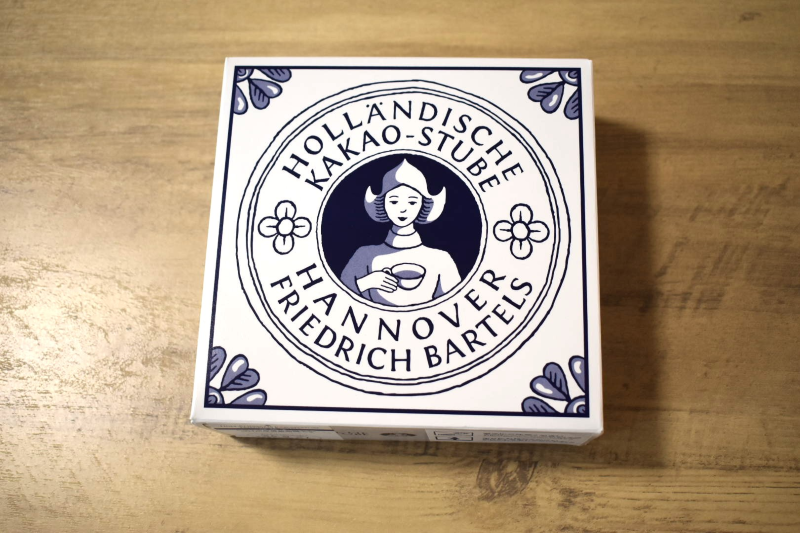 HOLLÄNDISCHE
KAKAO-STUBE
HANNOVER
FRIEDRICH BARTELS